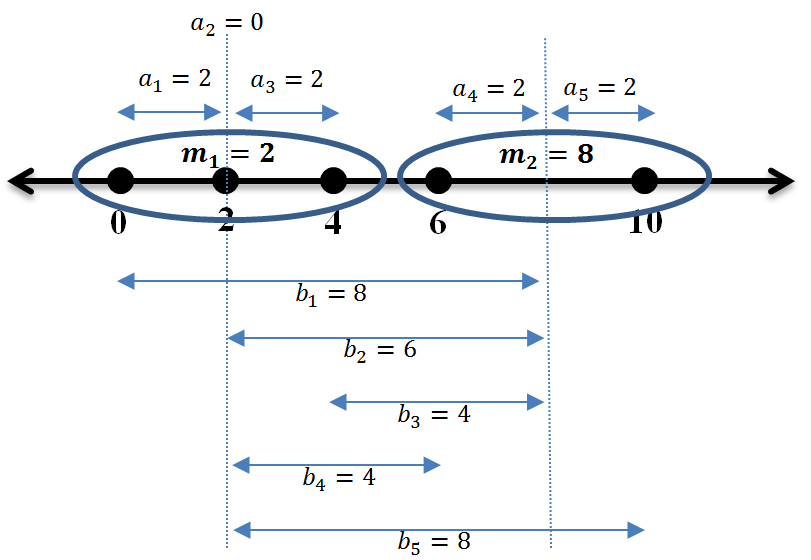 a₂ = 0
a₁ = 2 a₃ = 2 a₄ = 2 a₅ = 2
m₁ = 2 m₂ = 8
0 2 4 6 10
b₁ = 8
b₂ = 6
b₃ = 4
b₄ = 4
b₅ = 8